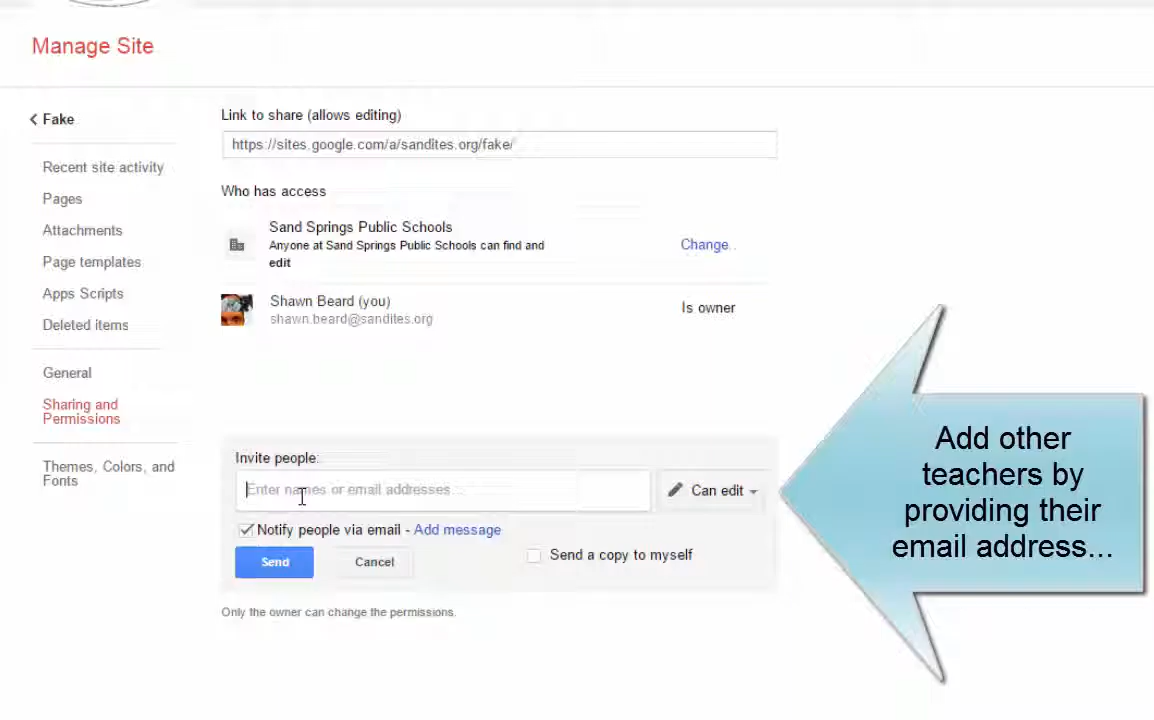 Manage Site
Fake
Recent site activity
Pages
Attachments
Page templates
Apps Scripts
Deleted items
General
Sharing and
Permissions
Themes, Colors, and
Fonts
Link to share (allows editing)
https://sites.google.com/a/sandites.org/fake/
Who has access
Sand Springs Public Schools
Anyone at Sand Springs Public Schools can find and
edit
Change..
Shawn Beard (you)
shawn.beard@sandites.org
Is owner
Invite people:
Enter names or email addresses...
Can edit
Notify people via email - Add message
Send
Cancel
Send a copy to myself
Only the owner can change the permissions.
Add other
teachers by
providing their
email address...